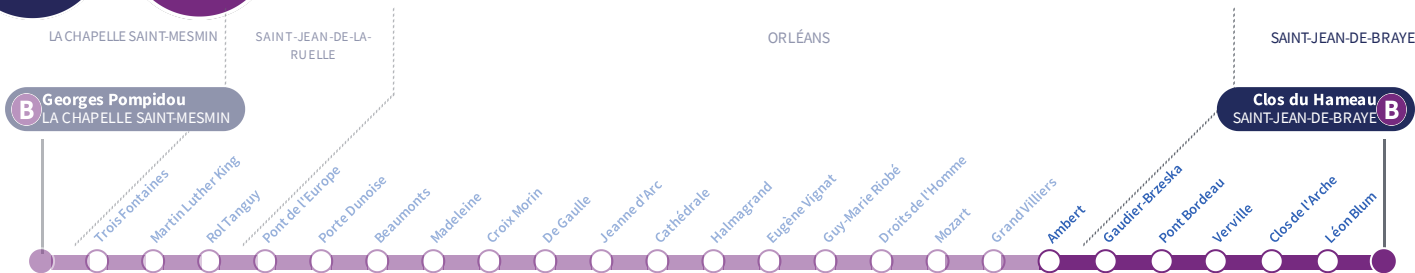 LA CHAPELLE SAINT-MESMIN
SAINT-JEAN-DE-LA-
RUELLE
ORLÉANS
SAINT-JEAN-DE-BRAYE
B
Georges Pompidou
LA CHAPELLE SAINT-MESMIN
Clos du Hameau
SAINT-JEAN-DE-BRAYE
B
Trois Fontaines
Martin Luther King
Rol Tanguy
Pont de l'Europe
Porte Dunoise
Beaumonts
Madeleine
Croix Morin
De Gaulle
Jeanne d'Arc
Cathédrale
Halmagrand
Eugène Vignat
Guy-Marie Riobé
Droits de l'Homme
Mozart
Grand Villiers
Ambert
Gaudier-Brzeska
Pont Bordeau
Verville
Clos de l'Arche
Léon Blum